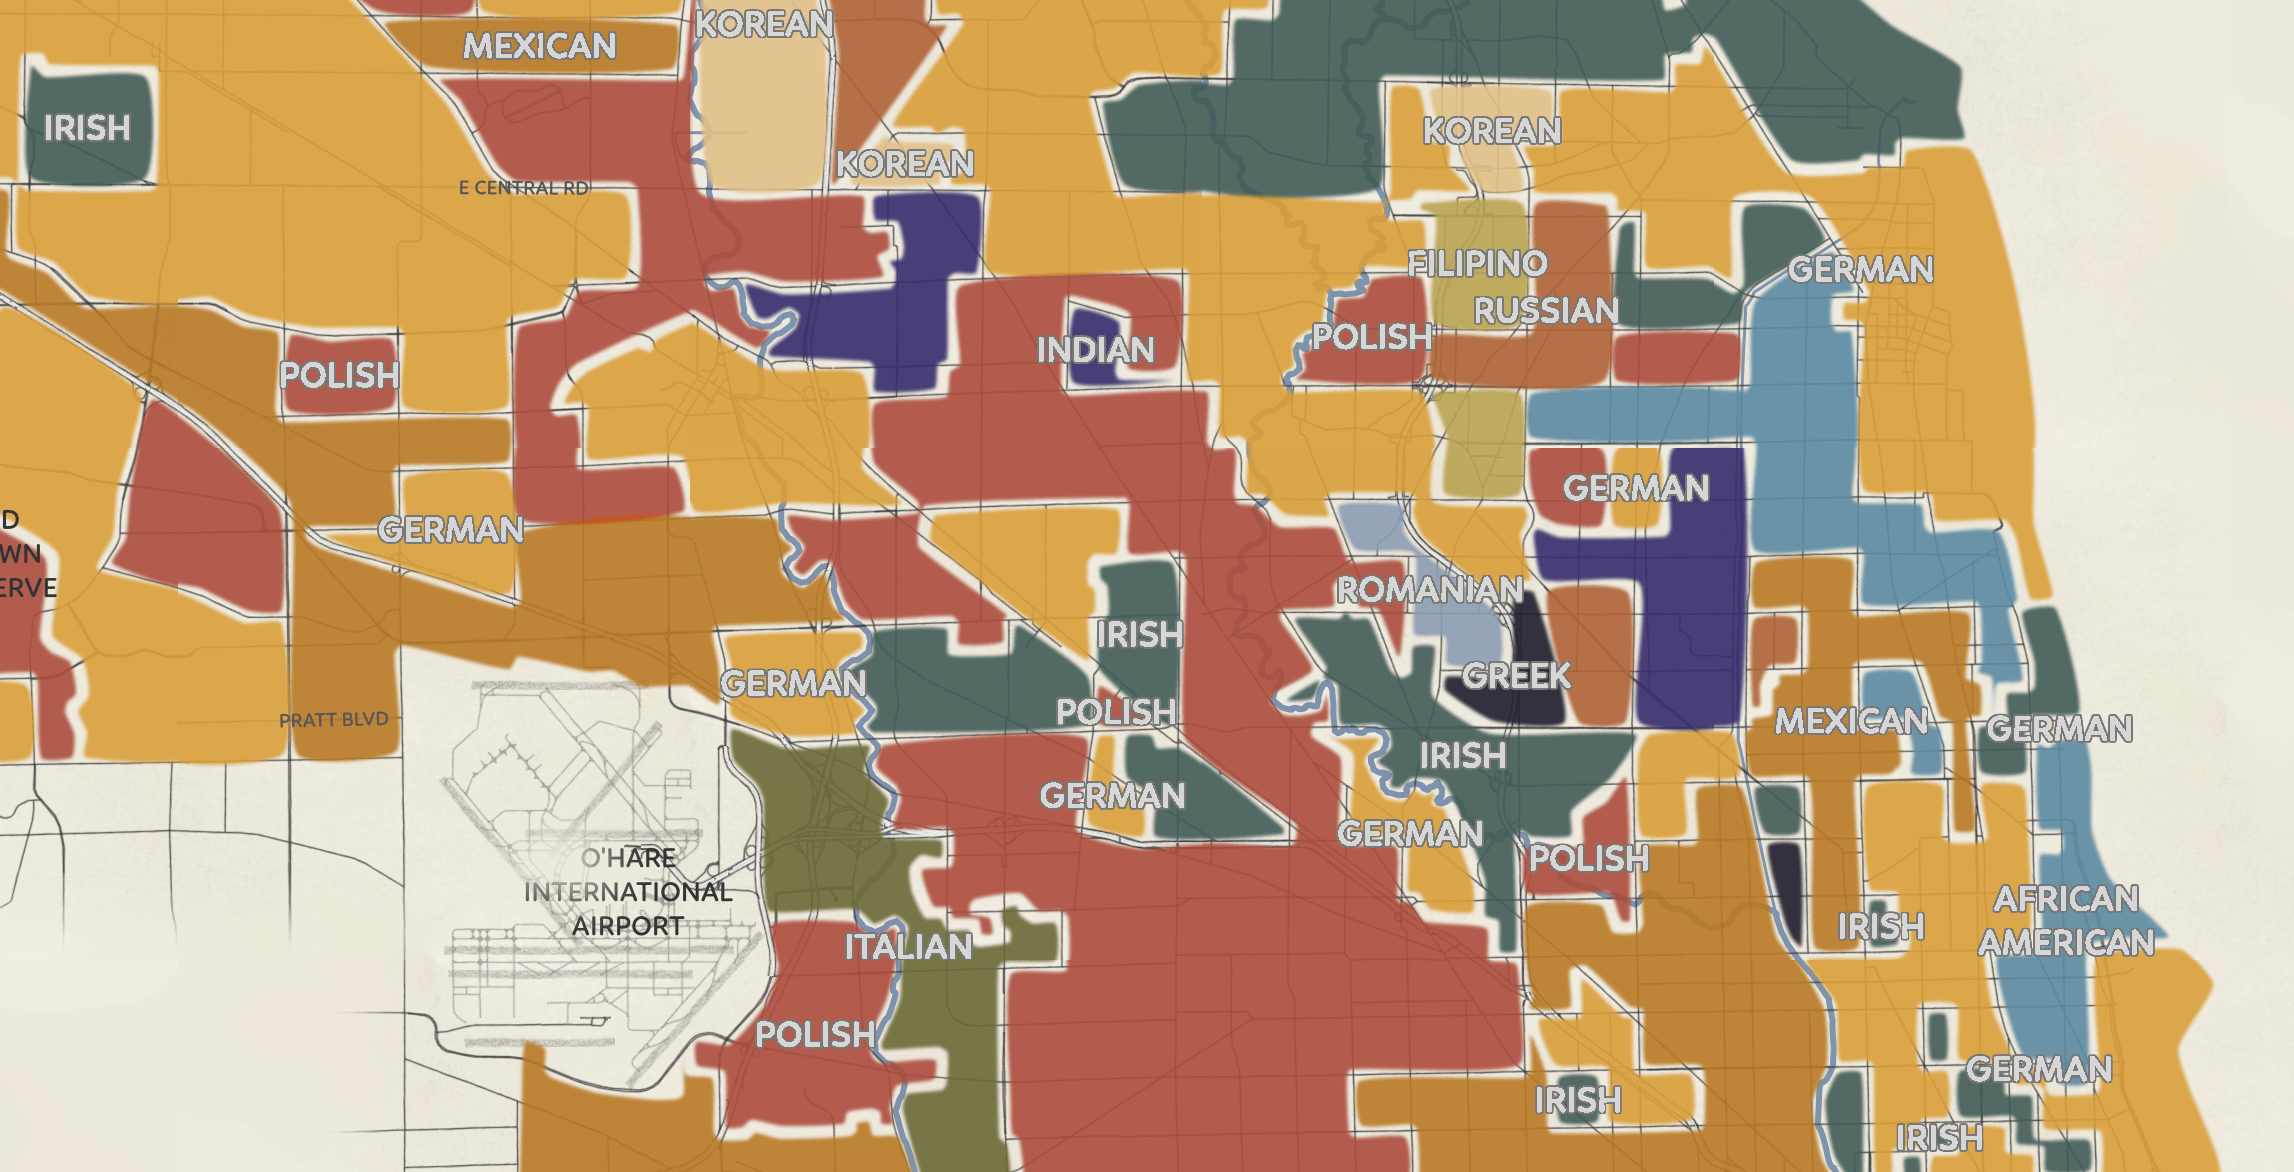 KOREAN
MEXICAN
IRISH
KOREAN
KOREAN
E CENTRAL RD
FILIPINO
GERMAN
RUSSIAN
POLISH
INDIAN
POLISH
GERMAN
D
WN
ERVE
GERMAN
ROMANIAN
IRISH
GREEK
GERMAN
POLISH
PRATT BLVD
MEXICAN
GERMAN
IRISH
GERMAN
GERMAN
POLISH
O'HARE
INTERNATIONAL
AIRPORT
AFRICAN
AMERICAN
IRISH
ITALIAN
POLISH
GERMAN
IRISH
IRISH